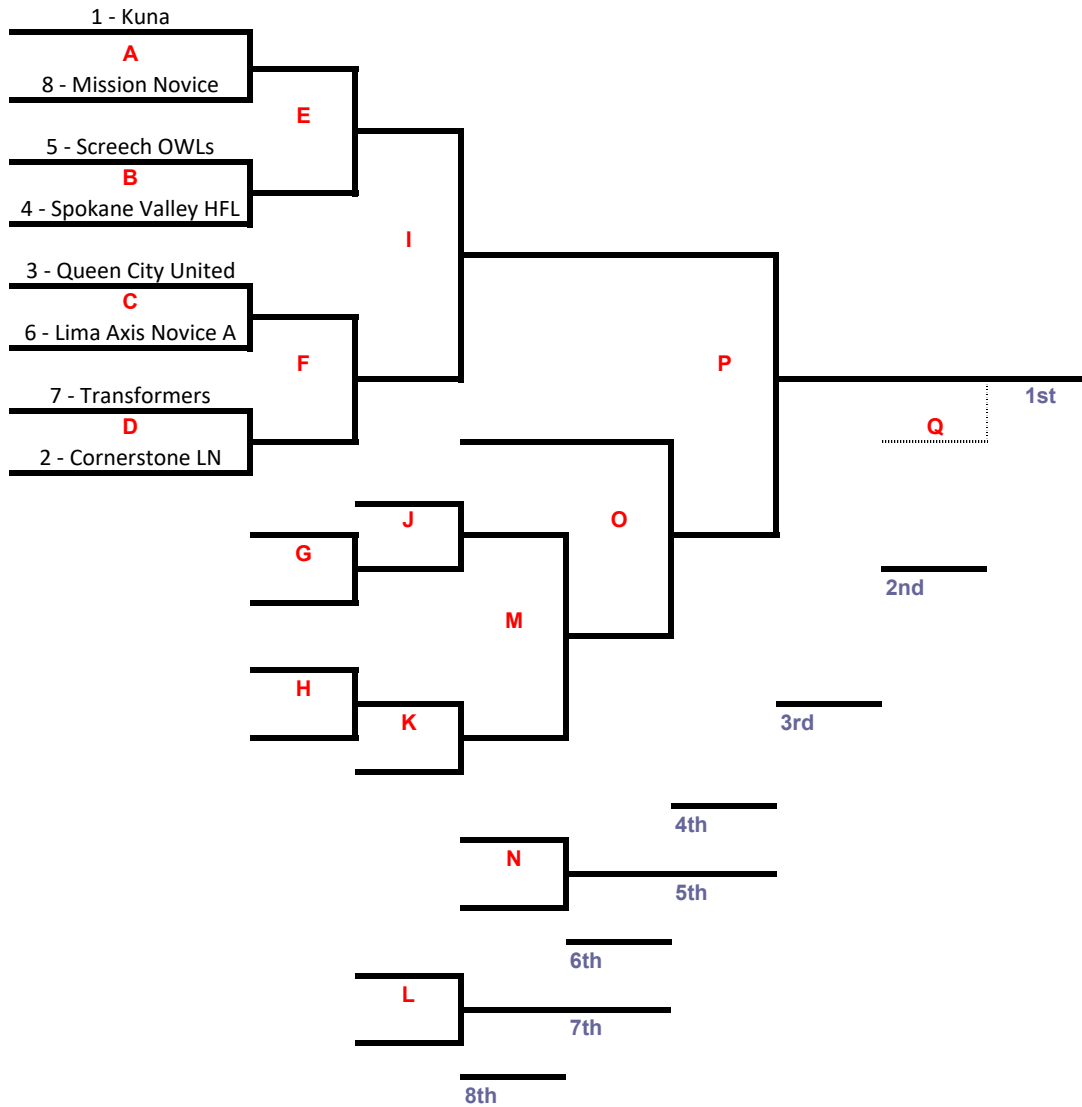 1 - Kuna
A
8 - Mission Novice
E
5 - Screech OWLs
B
4 - Spokane Valley HFL
I
3 - Queen City United
C
6 - Lima Axis Novice A
F
P
7 - Transformers
1st
D
Q
2 - Cornerstone LN
J
O
G
2nd
M
H
K
3rd
4th
N
5th
6th
L
7th
8th